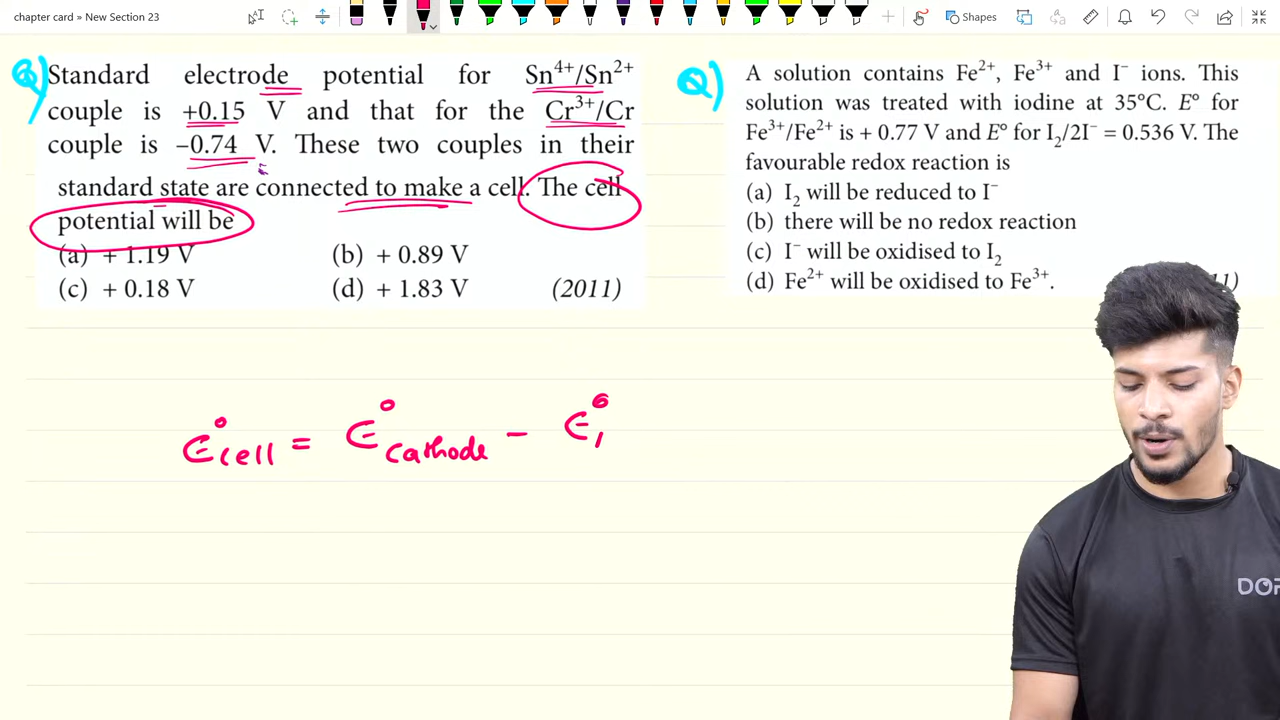 chapter card » New Section 23
Shapes
Q)
Standard electrode potential for Sn⁴⁺/Sn²⁺
couple is +0.15 V and that for the Cr³⁺/Cr
couple is –0.74 V. These two couples in their
standard state are connected to make a cell. The cell
potential will be
(a) + 1.19 V (b) + 0.89 V
(c) + 0.18 V (d) + 1.83 V (2011)
Q)
A solution contains Fe²⁺, Fe³⁺ and I⁻ ions. This
solution was treated with iodine at 35°C. E° for
Fe³⁺/Fe²⁺ is + 0.77 V and E° for I₂/2I⁻ = 0.536 V. The
favourable redox reaction is
(a) I₂ will be reduced to I⁻
(b) there will be no redox reaction
(c) I⁻ will be oxidised to I₂
(d) Fe²⁺ will be oxidised to Fe³⁺.
E°cell = E°cathode – E°